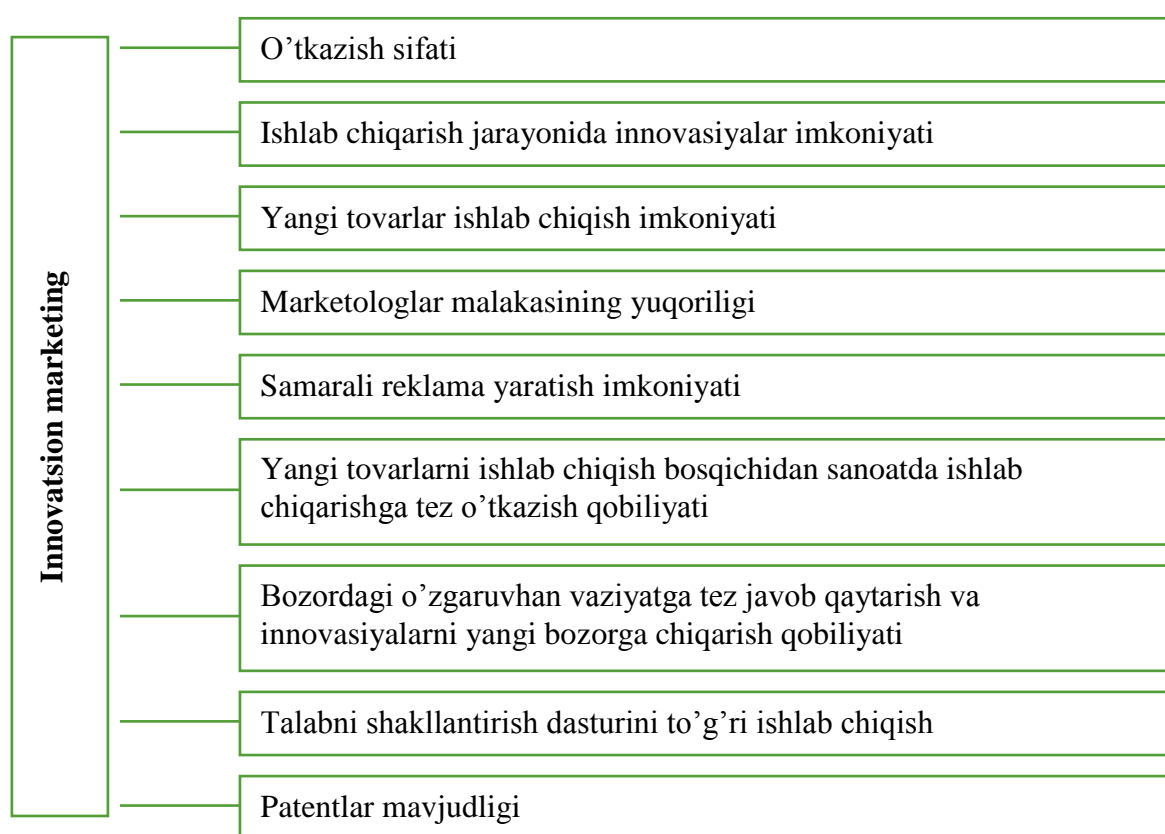 Innovatsion marketing
O’tkazish sifati
Ishlab chiqarish jarayonida innovasiyalar imkoniyati
Yangi tovarlar ishlab chiqish imkoniyati
Marketologlar malakasining yuqoriligi
Samarali reklama yaratish imkoniyati
Yangi tovarlarni ishlab chiqish bosqichidan sanoatda ishlab
chiqarishga tez o’tkazish qobiliyati
Bozordagi o’zgaruvhan vaziyatga tez javob qaytarish va
innovasiyalarni yangi bozorga chiqarish qobiliyati
Talabni shakllantirish dasturini to’g’ri ishlab chiqish
Patentlar mavjudligi